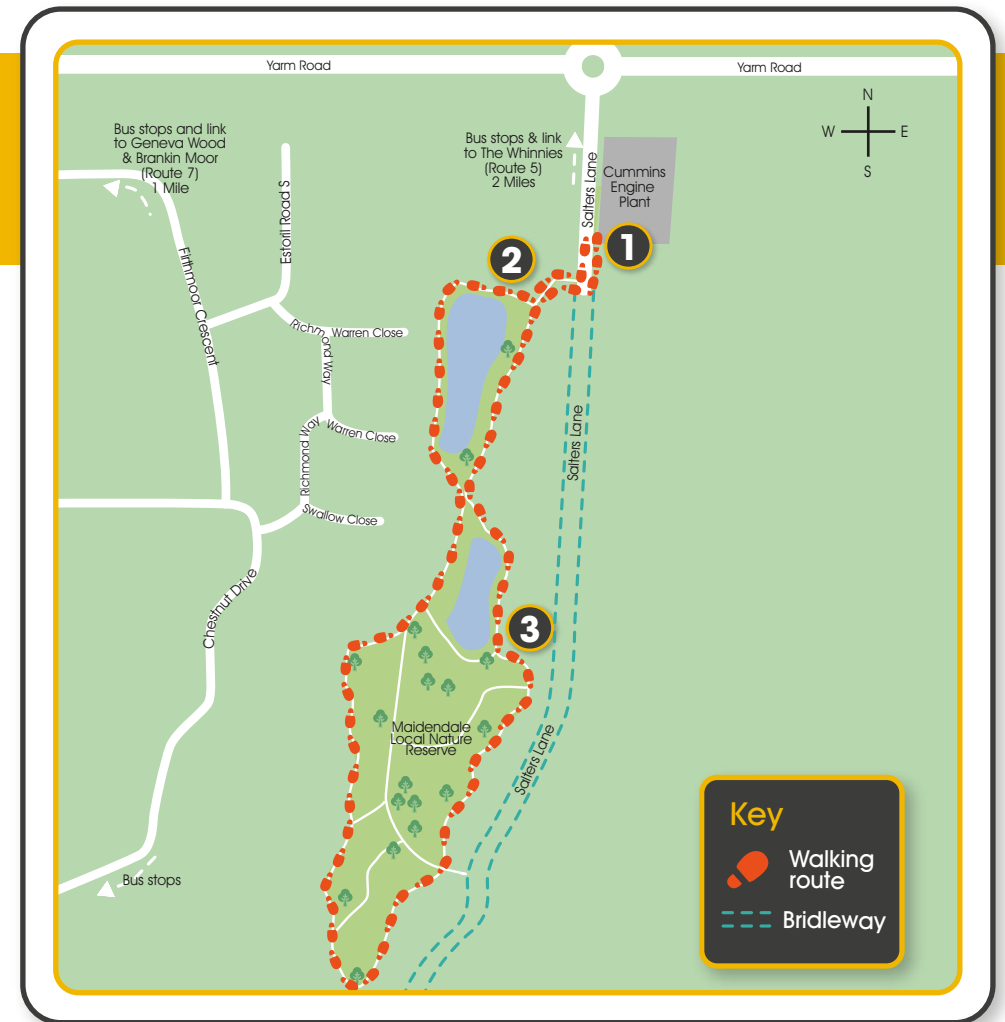 Yarm Road
Yarm Road
N
W
E
S
Bus stops and link
to Geneva Wood
& Brankin Moor
(Route 7)
1 Mile
Bus stops & link
to The Whinnies
(Route 5)
2 Miles
Salters Lane
Cummins
Engine
Plant
Estoril Road S
1
2
Firthmoor Crescent
Richmond Way
Warren Close
Richmond Way
Warren Close
Swallow Close
Salters Lane
Chestnut Drive
3
Maidendale
Local Nature
Reserve
Salters Lane
Bus stops
Key
Walking
route
Bridleway